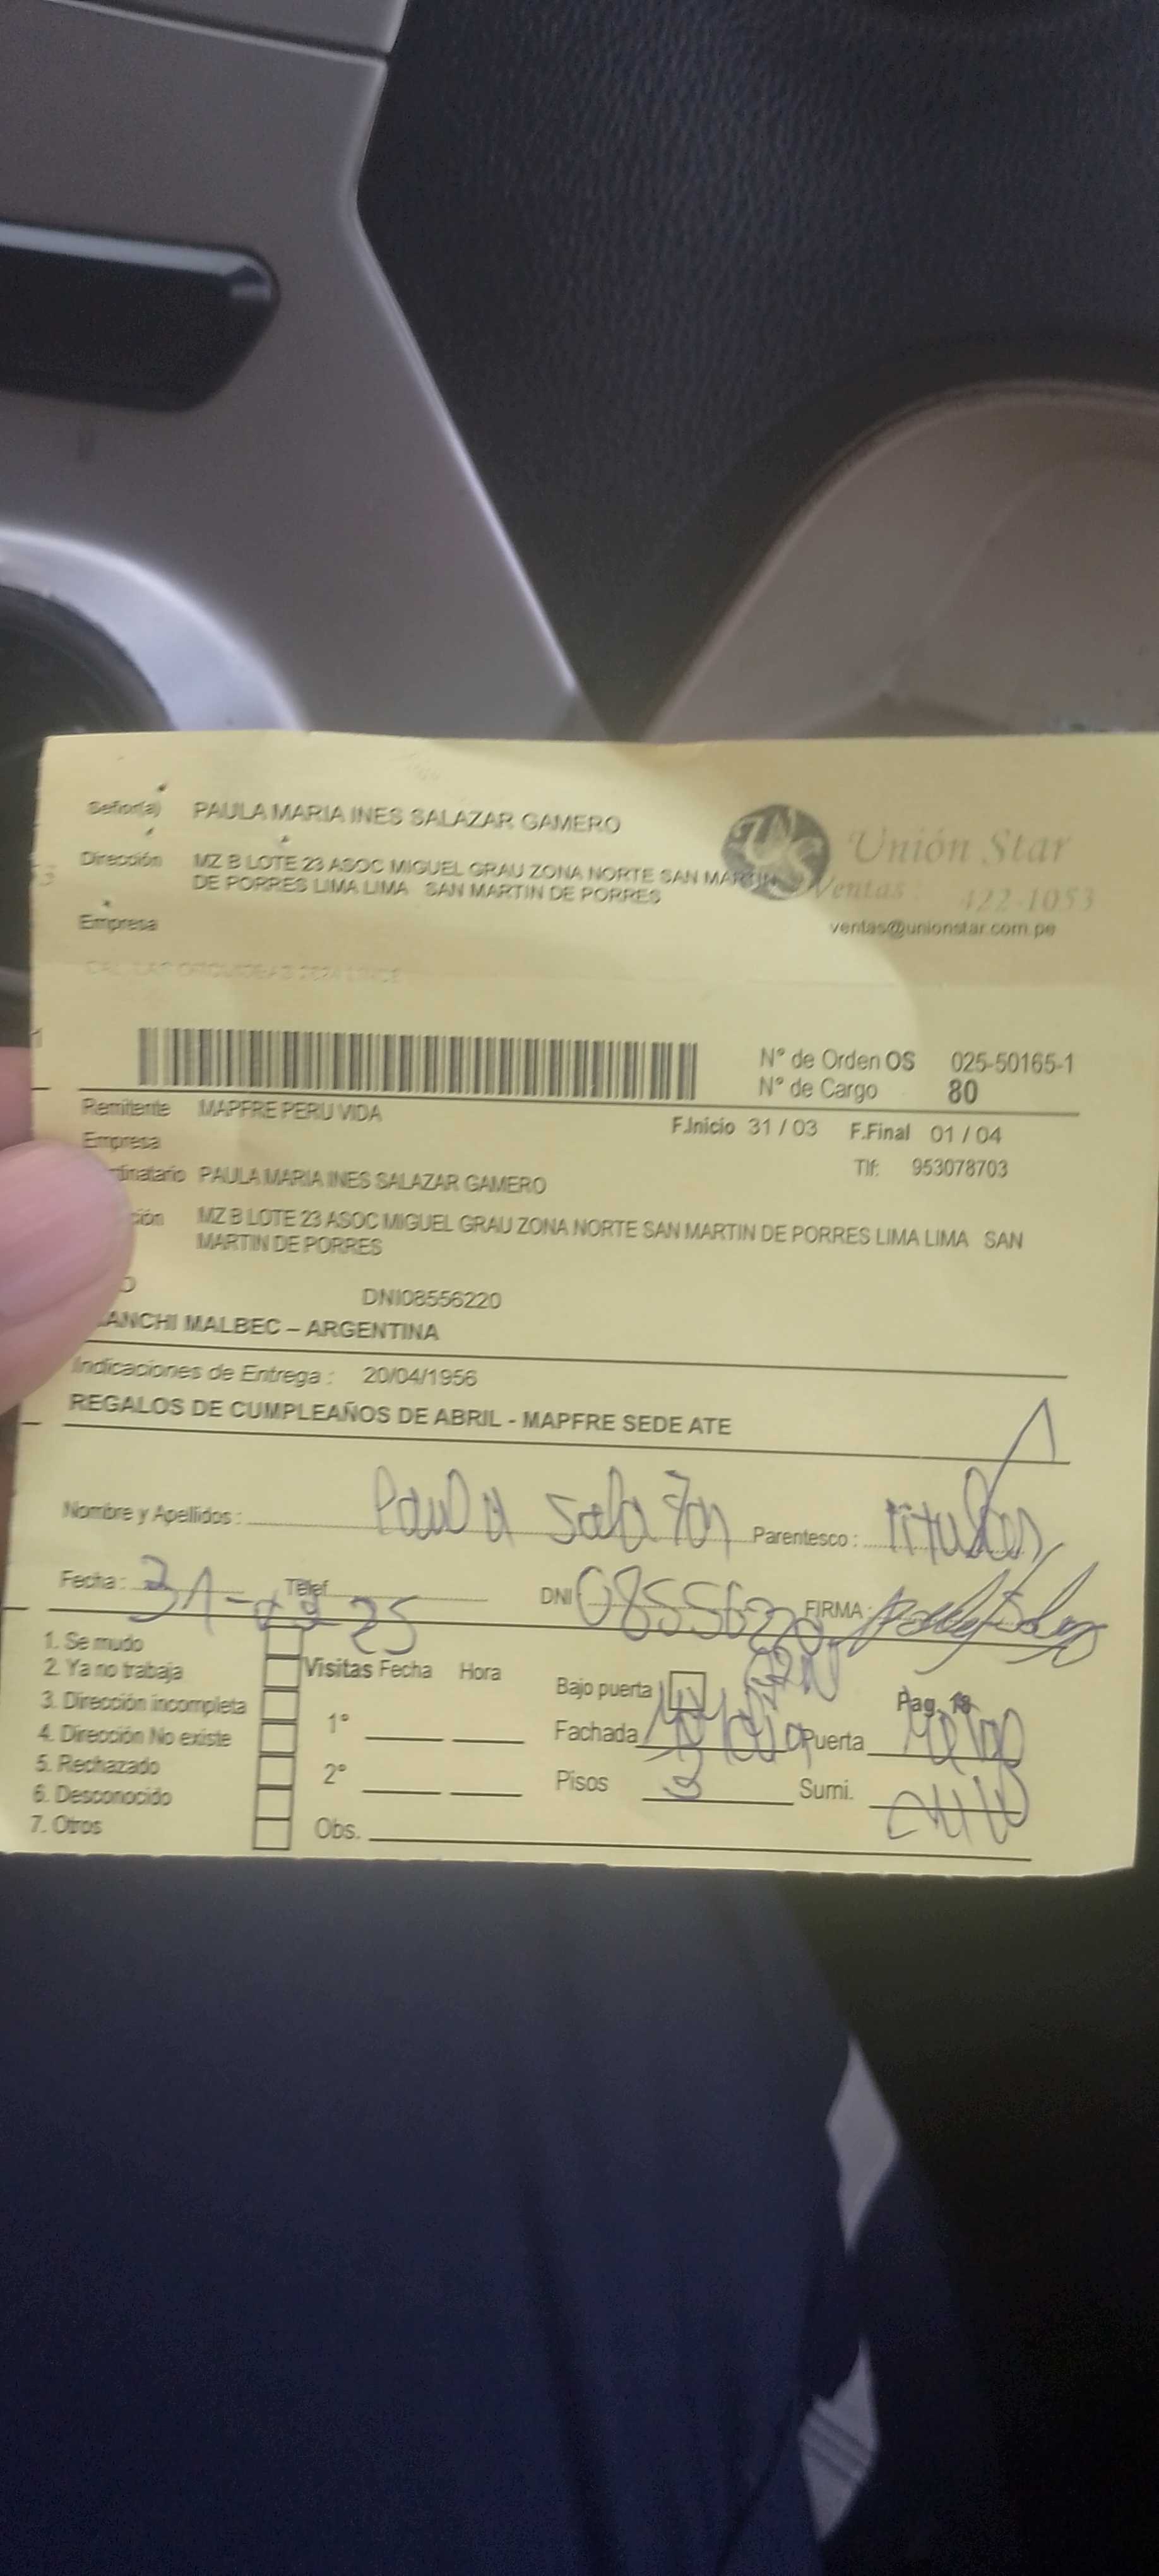 Señor(a) PAULA MARIA INES SALAZAR GAMERO
Unión Star
Dirección MZ B LOTE 23 ASOC MIGUEL GRAU ZONA NORTE SAN MARTIN
DE PORRES LIMA LIMA SAN MARTIN DE PORRES
Ventas: 422-1053
Empresa
ventas@unionstar.com.pe
N° de Orden OS 025-50165-1
N° de Cargo 80
Remitente MAPFRE PERU VIDA
F.Inicio 31 / 03 F.Final 01 / 04
Empresa
Tlf: 953078703
tinatario PAULA MARIA INES SALAZAR GAMERO
ción MZ B LOTE 23 ASOC MIGUEL GRAU ZONA NORTE SAN MARTIN DE PORRES LIMA LIMA SAN
MARTIN DE PORRES
O DNI08556220
ANCHI MALBEC – ARGENTINA
Indicaciones de Entrega : 20/04/1956
REGALOS DE CUMPLEAÑOS DE ABRIL - MAPFRE SEDE ATE
Nombre y Apellidos : Paula Salazar Parentesco : titular
Fecha : 31-03-25 Telef DNI 08556220 FIRMA :
1. Se mudo
2. Ya no trabaja
3. Dirección incompleta
4. Dirección No existe
5. Rechazado
6. Desconocido
7. Otros
Visitas Fecha Hora
1°
2°
Obs.
Bajo puerta Pag. 18
Fachada Puerta
Pisos 3 Sumi.